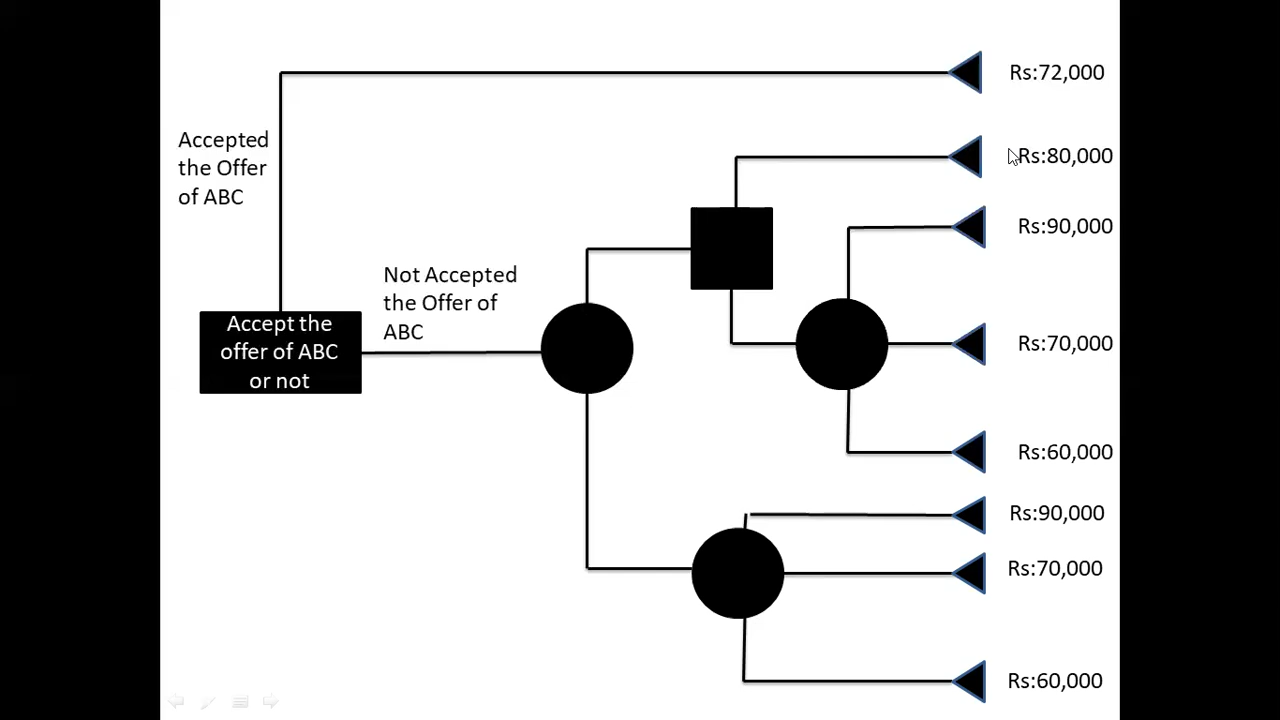 Rs:72,000
Accepted
the Offer
of ABC
Rs:80,000
Rs:90,000
Not Accepted
the Offer of
ABC
Accept the
offer of ABC
or not
Rs:70,000
Rs:60,000
Rs:90,000
Rs:70,000
Rs:60,000